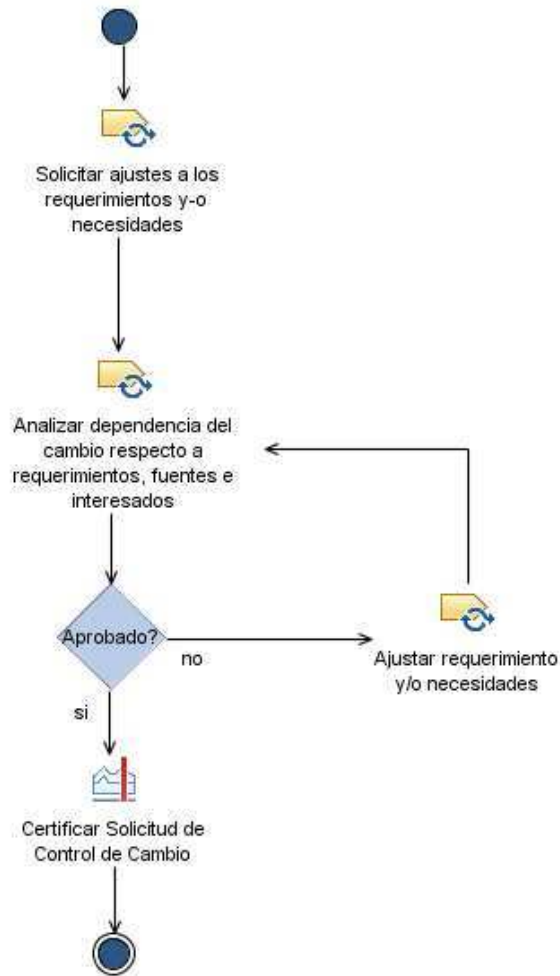 Solicitar ajustes a los
requerimientos y-o
necesidades
Analizar dependencia del
cambio respecto a
requerimientos, fuentes e
interesados
Aprobado?
no
Ajustar requerimiento
y/o necesidades
si
Certificar Solicitud de
Control de Cambio